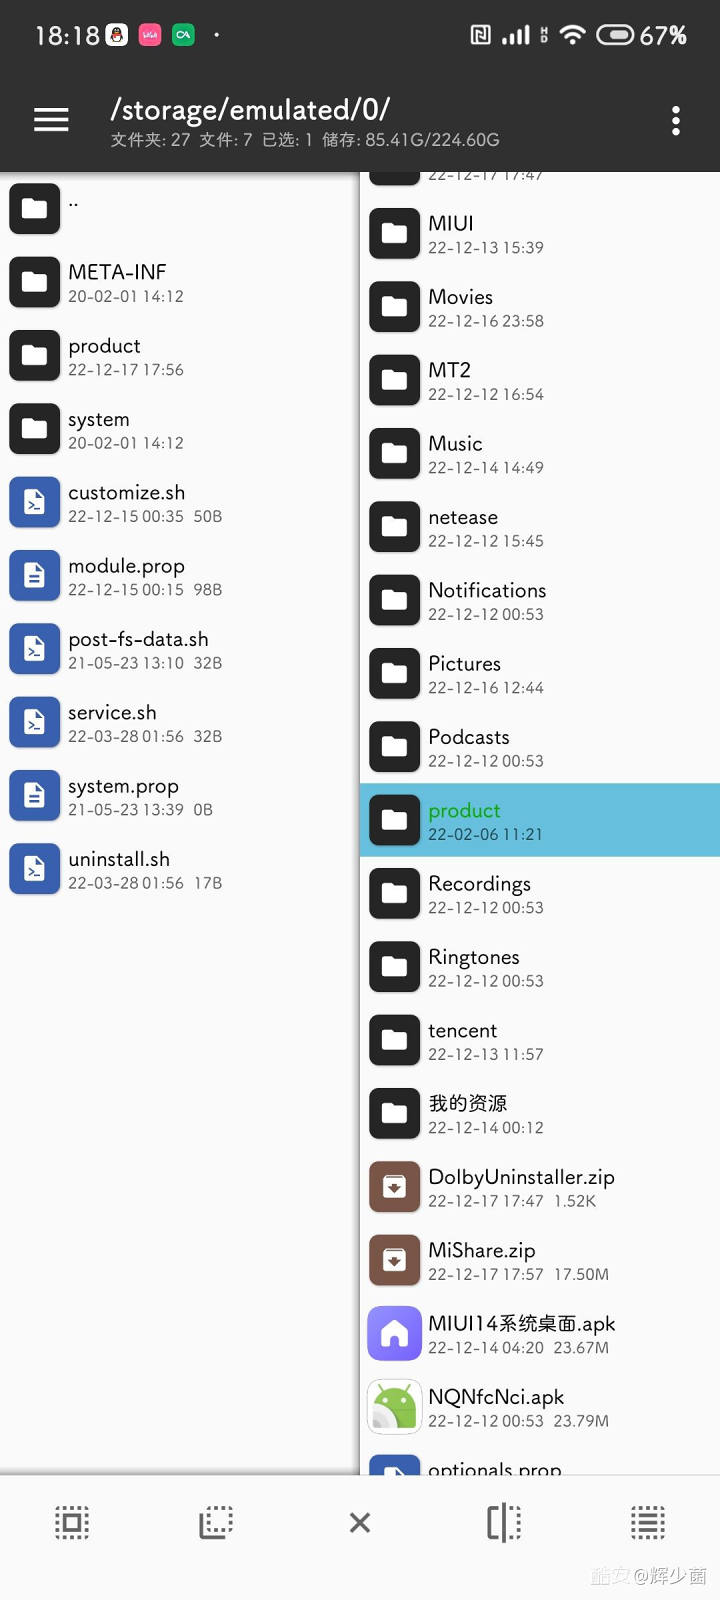 18:18
67%
/storage/emulated/0/
文件夹: 27 文件: 7 已选: 1 储存: 85.41G/224.60G
..
META-INF
20-02-01 14:12
product
22-12-17 17:56
system
20-02-01 14:12
customize.sh
22-12-15 00:35 50B
module.prop
22-12-15 00:15 98B
post-fs-data.sh
21-05-23 13:10 32B
service.sh
22-03-28 01:56 32B
system.prop
21-05-23 13:39 0B
uninstall.sh
22-03-28 01:56 17B
22-12-17 17:47
MIUI
22-12-13 15:39
Movies
22-12-16 23:58
MT2
22-12-12 16:54
Music
22-12-14 14:49
netease
22-12-12 15:45
Notifications
22-12-12 00:53
Pictures
22-12-16 12:44
Podcasts
22-12-12 00:53
product
22-02-06 11:21
Recordings
22-12-12 00:53
Ringtones
22-12-12 00:53
tencent
22-12-13 11:57
我的资源
22-12-14 00:12
DolbyUninstaller.zip
22-12-17 17:47 1.52K
MiShare.zip
22-12-17 17:57 17.50M
MIUI14系统桌面.apk
22-12-14 04:20 23.67M
NQNfcNci.apk
22-12-12 00:53 23.79M
optionals.prop
酷安@辉少菌